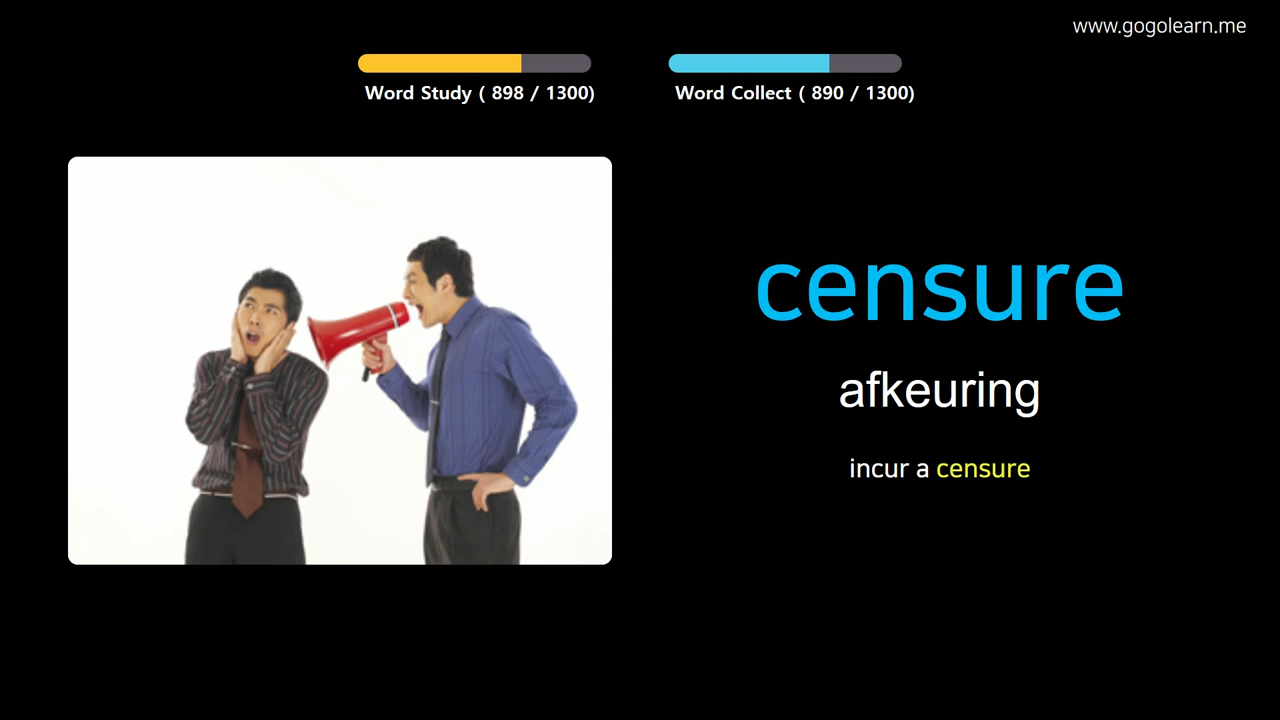 www.gogolearn.me
Word Study ( 898 / 1300)
Word Collect ( 890 / 1300)
censure
afkeuring
incur a censure